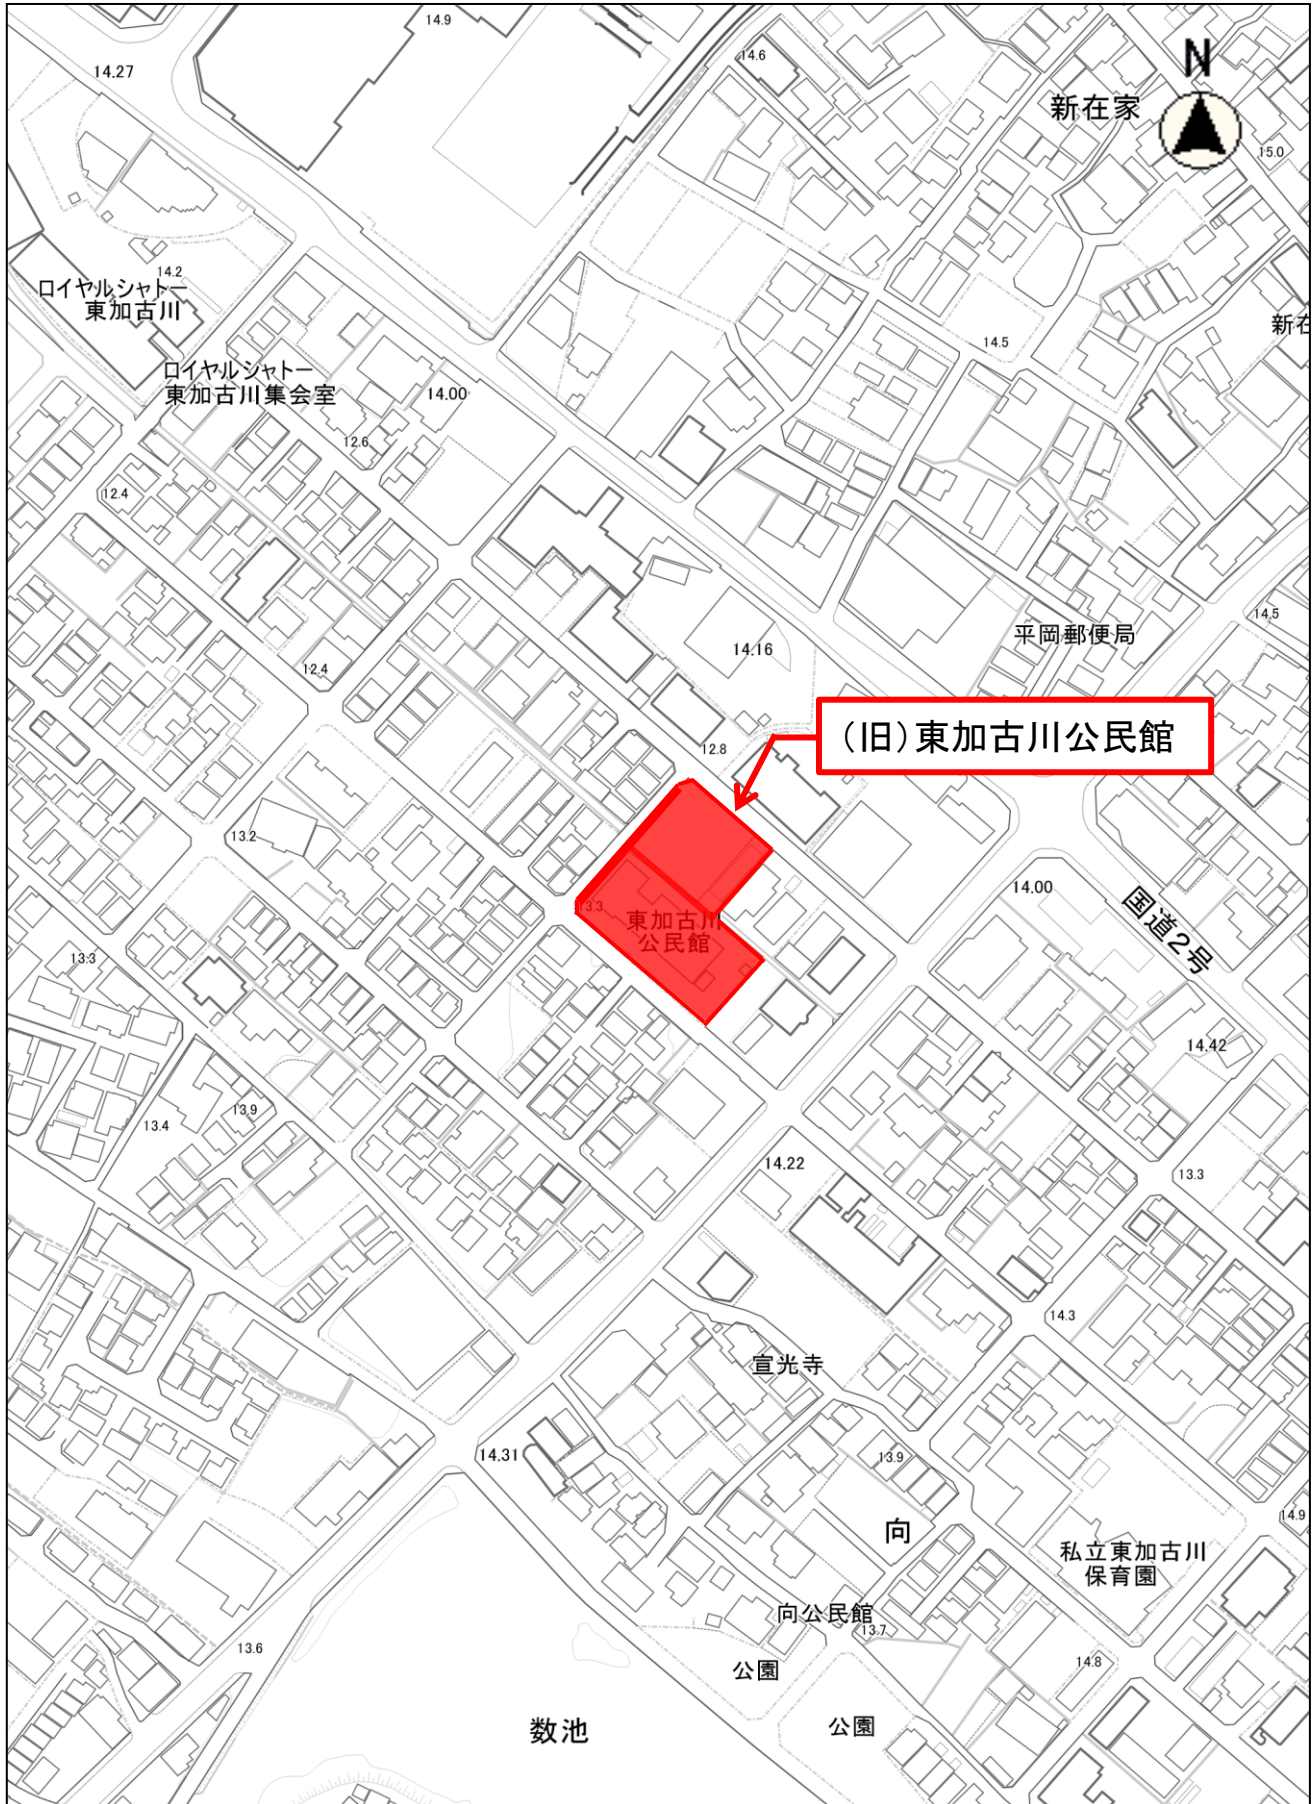 14.9
N
14.6
14.27
新在家
15.0
14.2
ロイヤルシャトー
東加古川
新在
14.5
ロイヤルシャトー
東加古川集会室
14.00
12.6
12.4
14.5
平岡郵便局
14.16
12.4
(旧)東加古川公民館
12.8
13.2
14.00
国道2号
13.3
東加古川
公民館
13.3
14.42
13.9
13.4
14.22
13.3
14.3
宣光寺
14.31
13.9
14.9
向
私立東加古川
保育園
向公民館
13.7
13.6
14.8
公園
公園
数池